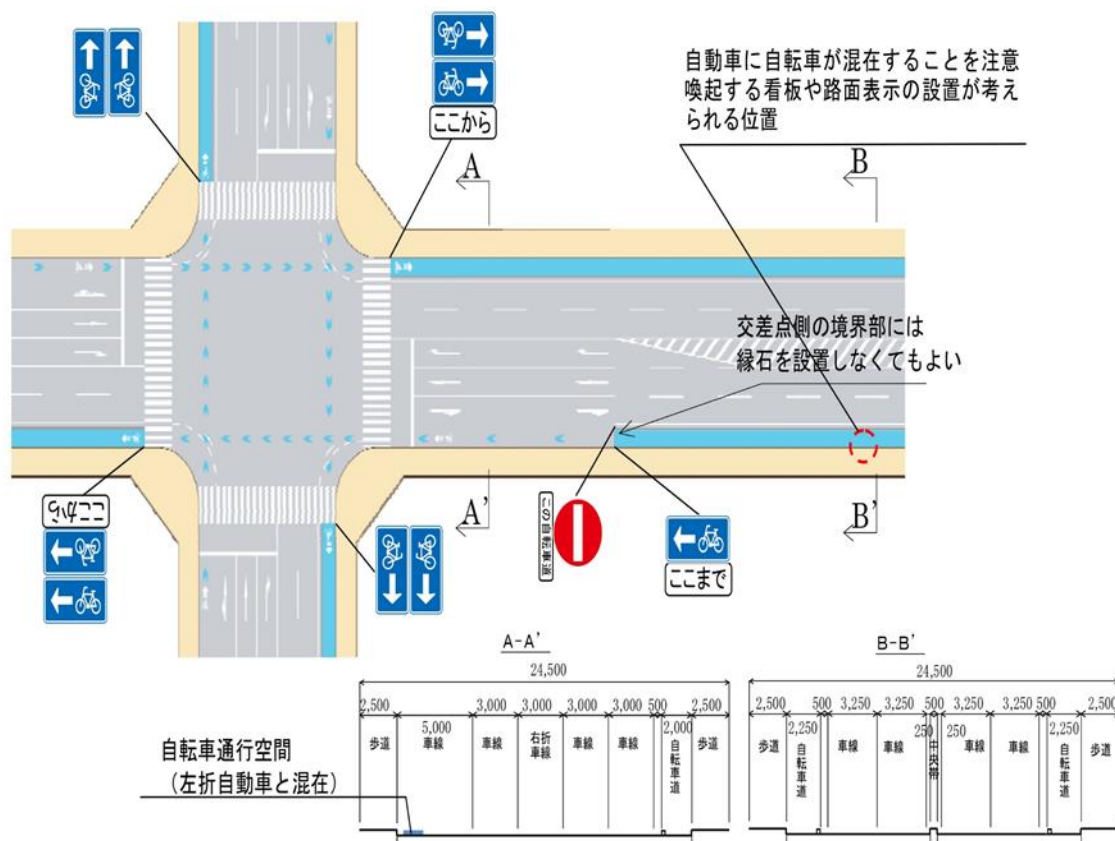 自動車に自転車が混在することを注意
喚起する看板や路面表示の設置が考え
られる位置
ここから
A
B
交差点側の境界部には
縁石を設置しなくてもよい
A'
B'
ここから
この自転車道
ここまで
A-A'
24,500
2,500
3,000
3,000
3,000
3,000
500
2,500
5,000
2,000
歩道
車線
車線
右折
車線
車線
車線
自転車道
歩道
自転車通行空間
（左折自動車と混在）
B-B'
24,500
2,500
500
3,250
3,250
500
3,250
3,250
500
2,500
2,250
250
250
2,250
歩道
自転車道
車線
車線
中央帯
車線
車線
自転車道
歩道